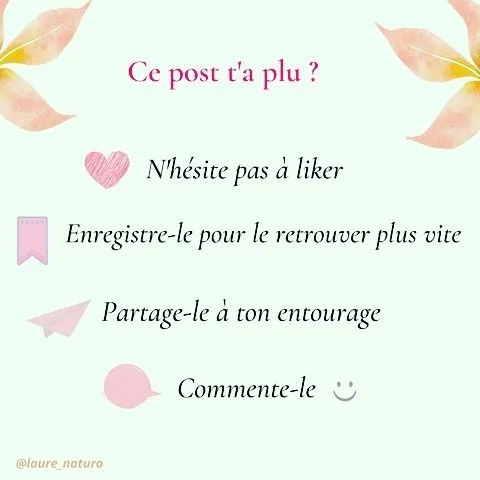 Ce post t'a plu ?
N'hésite pas à liker
Enregistre-le pour le retrouver plus vite
Partage-le à ton entourage
Commente-le
@laure_naturo